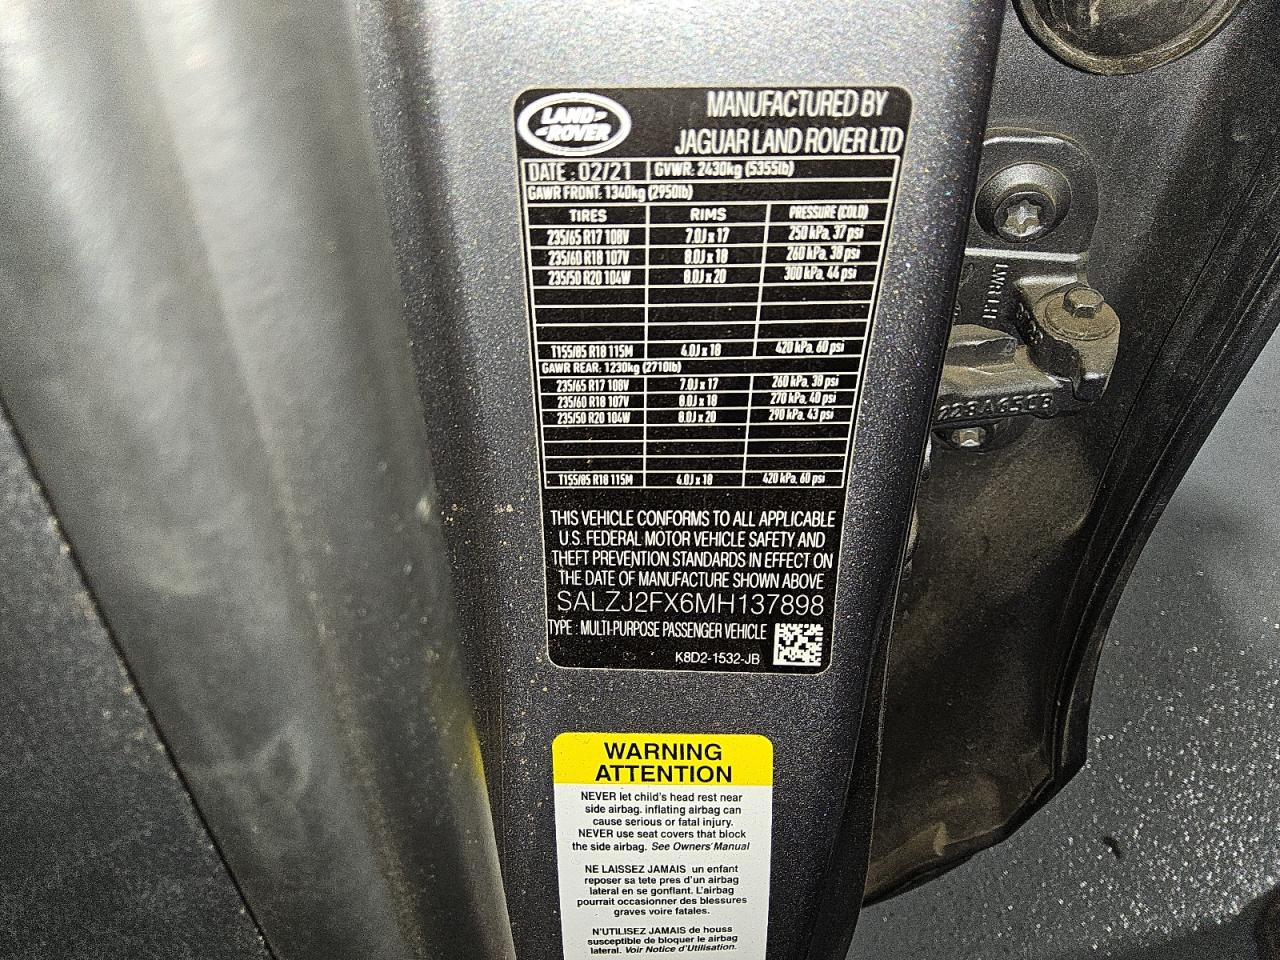 LAND
ROVER
MANUFACTURED BY
JAGUAR LAND ROVER LTD
DATE : 02/21 GVWR: 2430kg (5355lb)
GAWR FRONT: 1340kg (2950lb)
TIRES RIMS PRESSURE (COLD)
235/65 R17 108V 7.0J x 17 250 kPa, 37 psi
235/60 R18 107V 8.0J x 18 260 kPa, 38 psi
235/50 R20 104W 8.0J x 20 300 kPa, 44 psi
T155/85 R18 115M 4.0J x 18 420 kPa, 60 psi
GAWR REAR: 1230kg (2710lb)
235/65 R17 108V 7.0J x 17 260 kPa, 38 psi
235/60 R18 107V 8.0J x 18 270 kPa, 40 psi
235/50 R20 104W 8.0J x 20 290 kPa, 43 psi
T155/85 R18 115M 4.0J x 18 420 kPa, 60 psi
THIS VEHICLE CONFORMS TO ALL APPLICABLE
U.S. FEDERAL MOTOR VEHICLE SAFETY AND
THEFT PREVENTION STANDARDS IN EFFECT ON
THE DATE OF MANUFACTURE SHOWN ABOVE
SALZJ2FX6MH137898
TYPE : MULTI-PURPOSE PASSENGER VEHICLE
K8D2-1532-JB
WARNING
ATTENTION
NEVER let child's head rest near
side airbag. inflating airbag can
cause serious or fatal injury.
NEVER use seat covers that block
the side airbag. See Owners' Manual
NE LAISSEZ JAMAIS un enfant
reposer sa tete pres d'un airbag
lateral en se gonflant. L'airbag
pourrait occasionner des blessures
graves voire fatales.
N'UTILISEZ JAMAIS de houss
susceptible de bloquer le airbag
lateral. Voir Notice d'Utilisation.